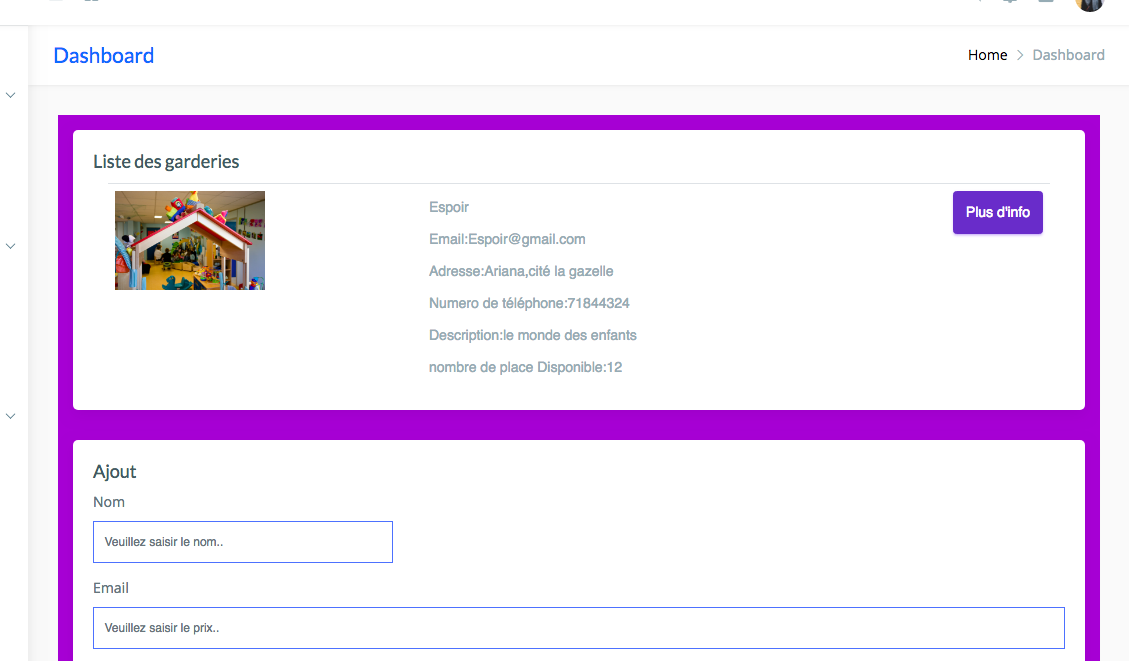 Dashboard
Home > Dashboard
Liste des garderies
Espoir
Plus d'info
Email:Espoir@gmail.com
Adresse:Ariana,cité la gazelle
Numero de téléphone:71844324
Description:le monde des enfants
nombre de place Disponible:12
Ajout
Nom
Veuillez saisir le nom..
Email
Veuillez saisir le prix..